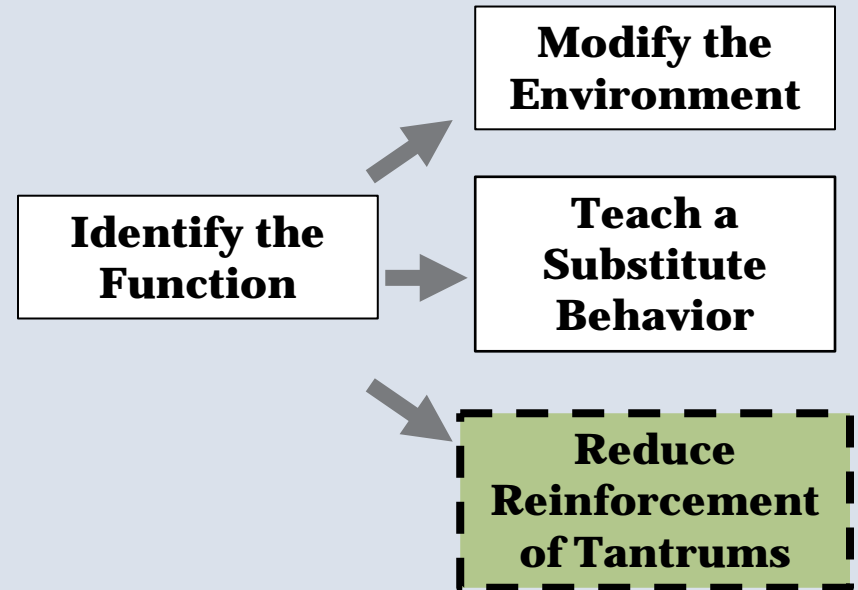 Modify the
Environment
Identify the
Function
Teach a
Substitute
Behavior
Reduce
Reinforcement
of Tantrums